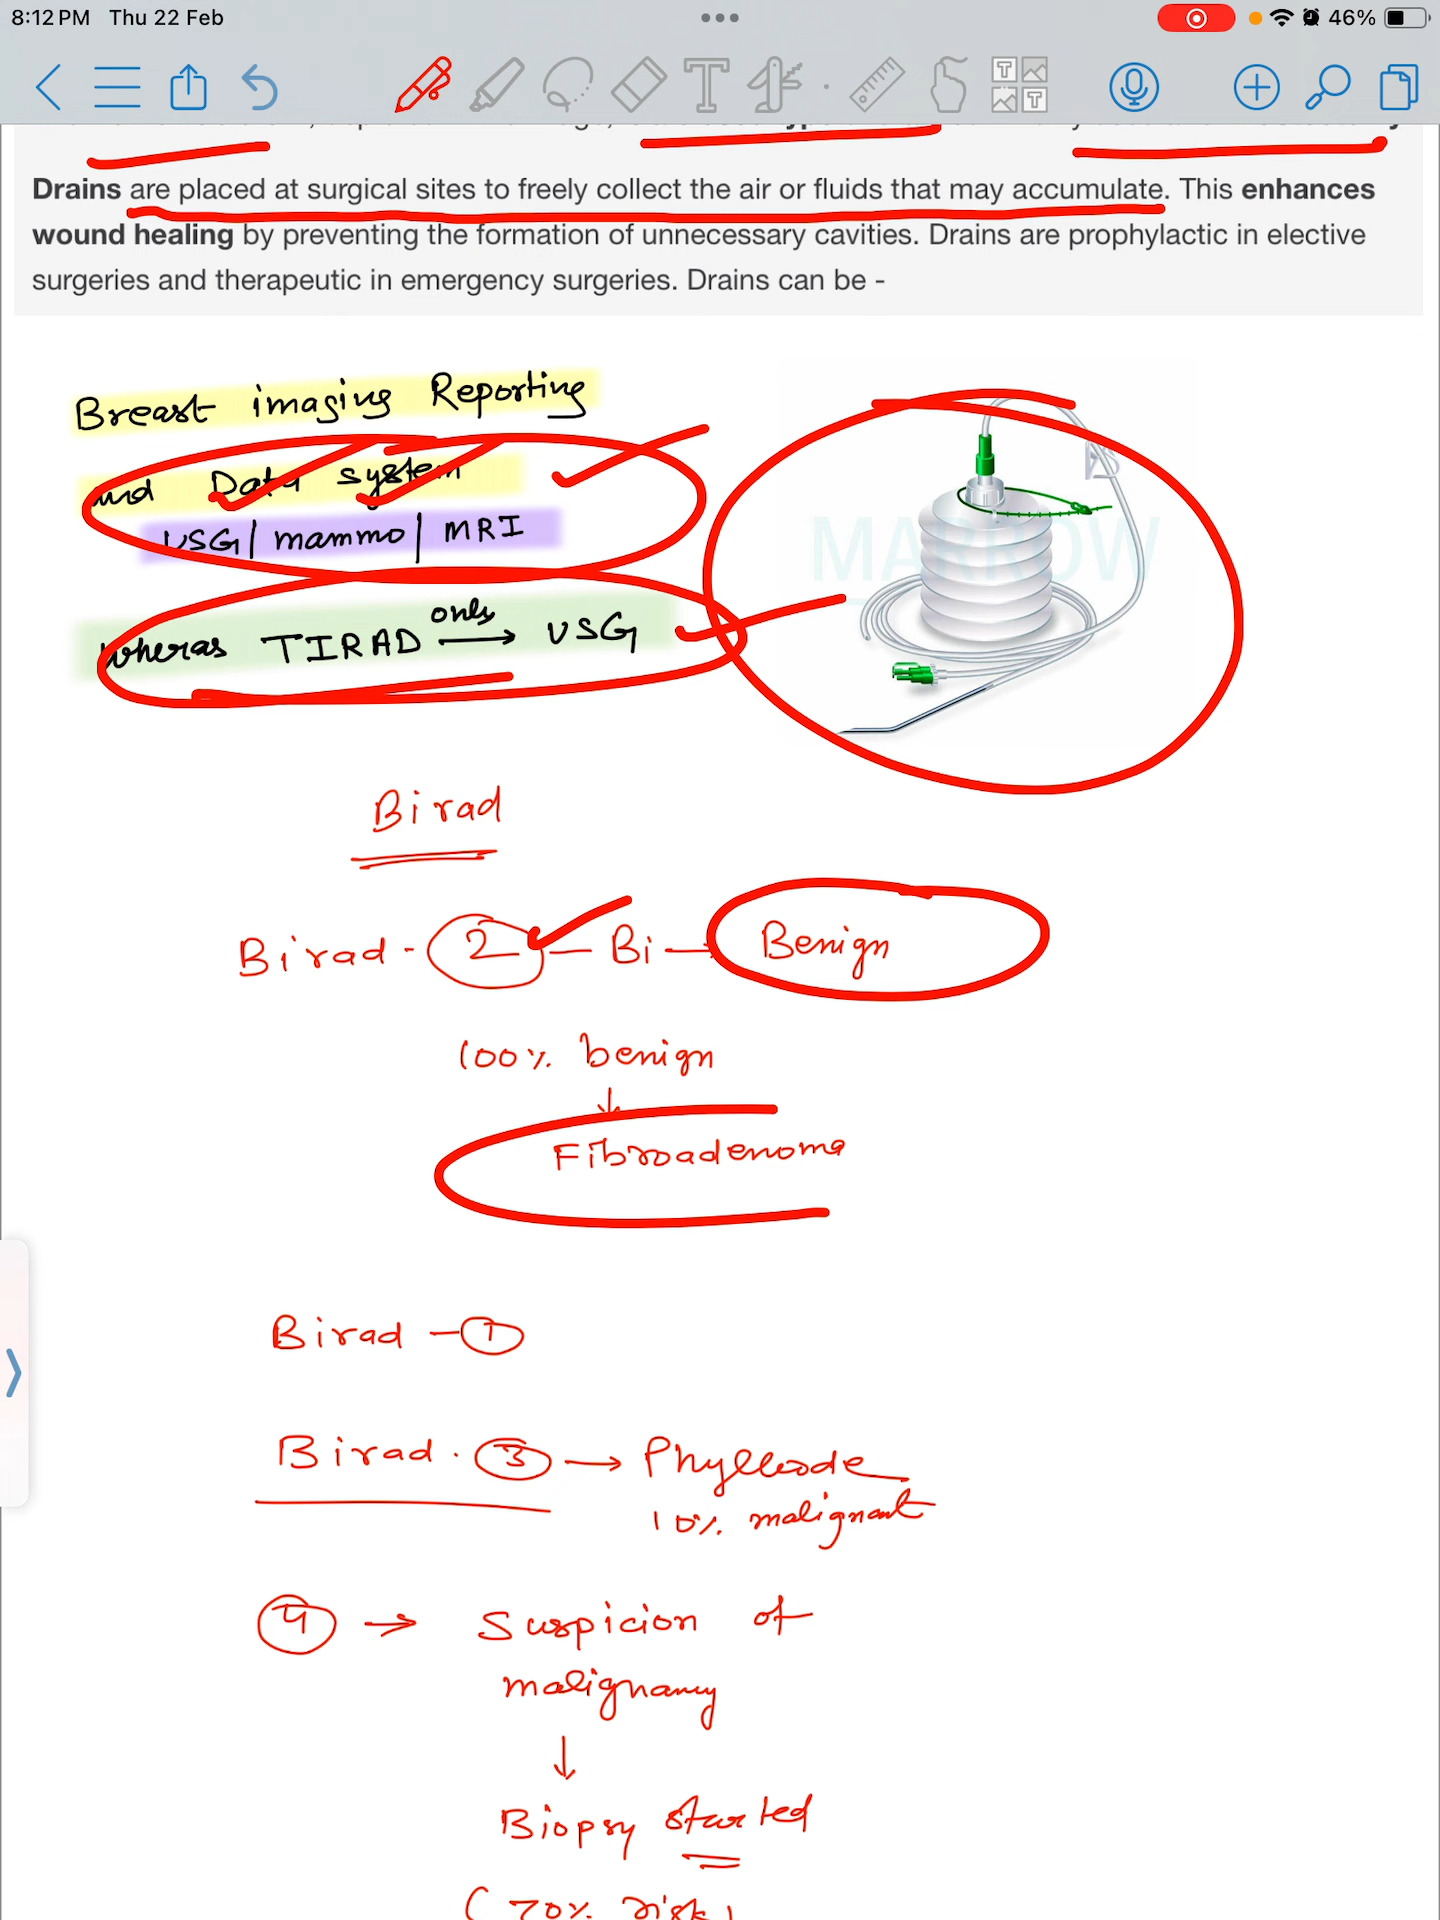 8:12 PM Thu 22 Feb
46%
Drains are placed at surgical sites to freely collect the air or fluids that may accumulate. This enhances
wound healing by preventing the formation of unnecessary cavities. Drains are prophylactic in elective
surgeries and therapeutic in emergency surgeries. Drains can be -
Breast imaging Reporting
and Data system
USG | mammo | MRI
wheras TIRAD only → USG
MARROW
Birad
Birad - 2 - Bi → Benign
100% benign
↓
Fibroadenoma
Birad - 1
Birad . 3 → Phyllode
10% malignant
4 → Suspicion of
malignancy
↓
Biopsy started
( 70% risk)